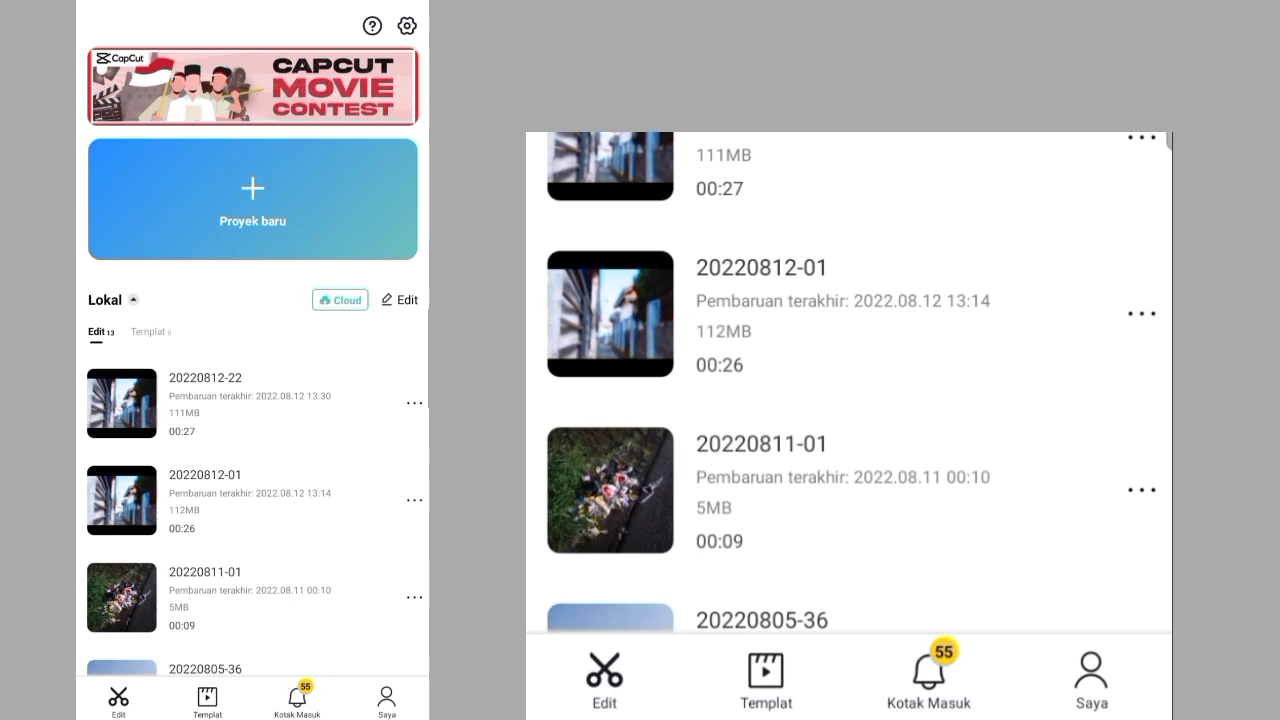 CapCut
CAPCUT
MOVIE
CONTEST
Proyek baru
Lokal
Cloud
Edit
Edit 13
Templat 0
20220812-22
Pembaruan terakhir: 2022.08.12 13:30
111MB
00:27
20220812-01
Pembaruan terakhir: 2022.08.12 13:14
112MB
00:26
20220811-01
Pembaruan terakhir: 2022.08.11 00:10
5MB
00:09
20220805-36
55
Edit
Templat
Kotak Masuk
Saya
111MB
00:27
20220812-01
Pembaruan terakhir: 2022.08.12 13:14
112MB
00:26
20220811-01
Pembaruan terakhir: 2022.08.11 00:10
5MB
00:09
20220805-36
55
Edit
Templat
Kotak Masuk
Saya